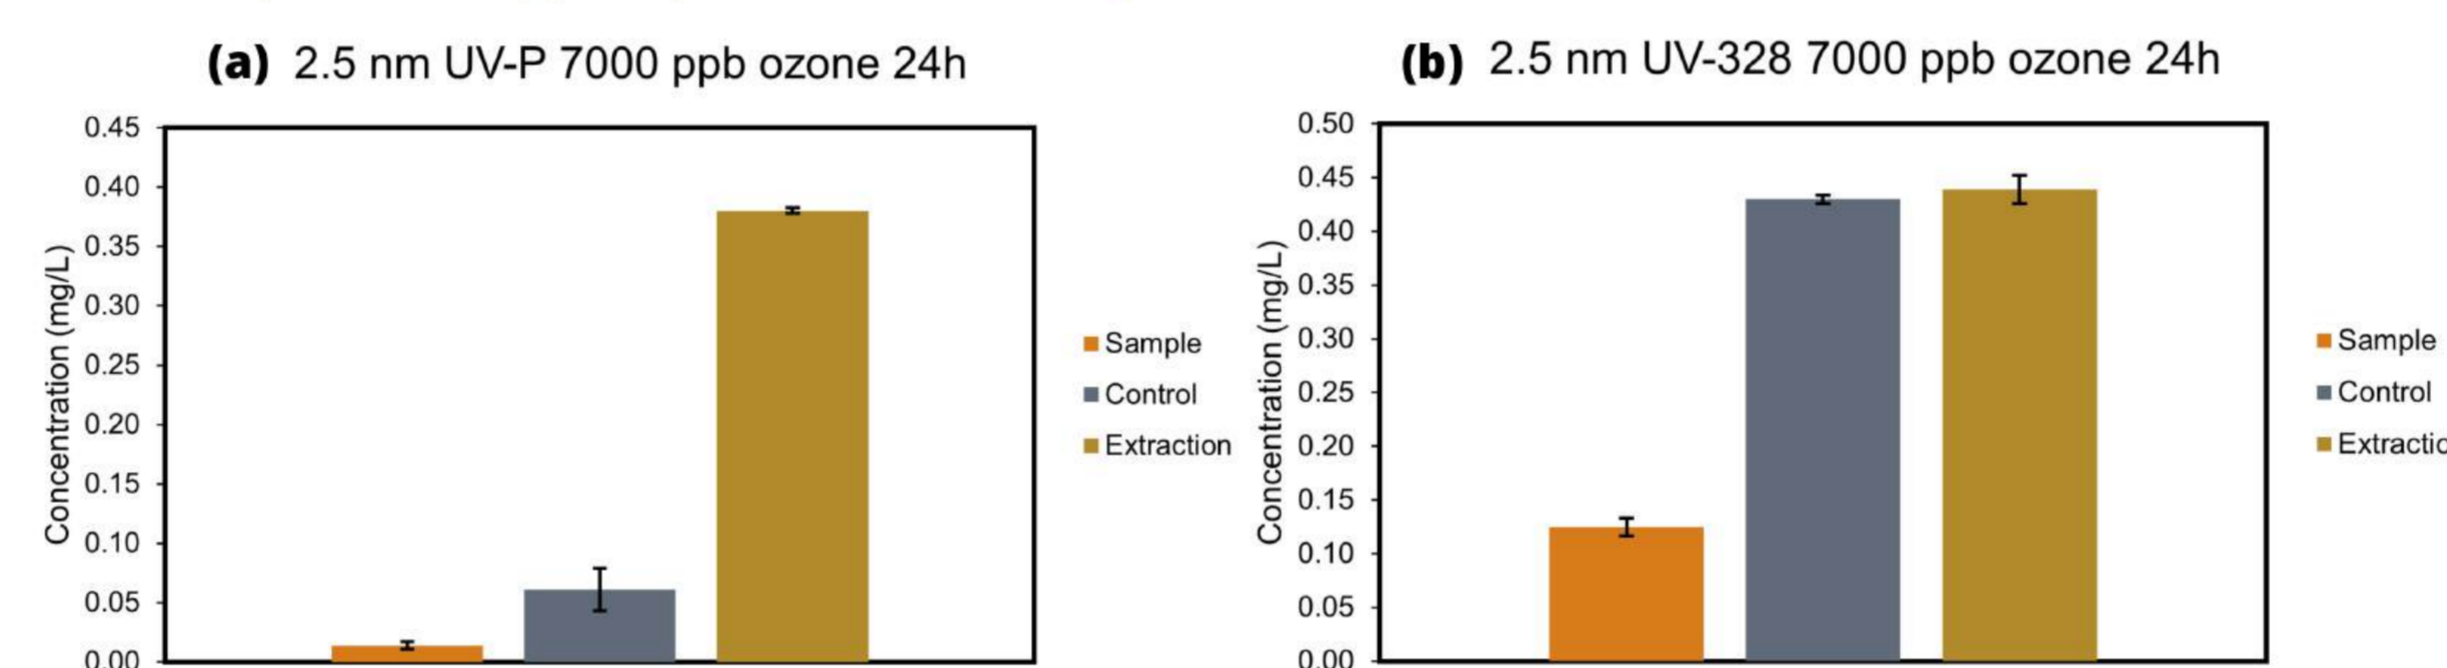 (a) 2.5 nm UV-P 7000 ppb ozone 24h
0.45
0.40
0.35
0.30
0.25
0.20
0.15
0.10
0.05
0.00
Concentration (mg/L)
Sample
Control
Extraction
(b) 2.5 nm UV-328 7000 ppb ozone 24h
0.50
0.45
0.40
0.35
0.30
0.25
0.20
0.15
0.10
0.05
0.00
Concentration (mg/L)
Sample
Control
Extractio